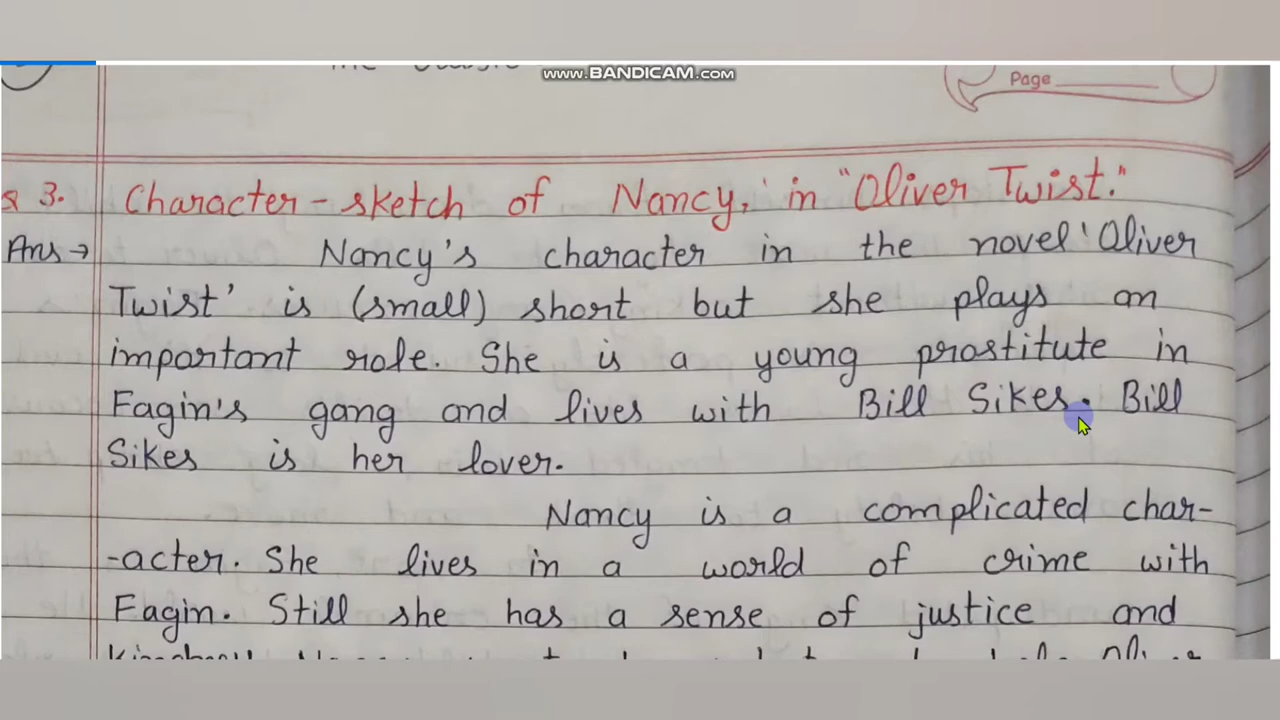 www.BANDICAM.com
Page
3. Character-sketch of Nancy, in "Oliver Twist."
Ans → Nancy's character in the novel 'Oliver
Twist' is (small) short but she plays an
important role. She is a young prostitute in
Fagin's gang and lives with Bill Sikes. Bill
Sikes is her lover.
Nancy is a complicated char-
-acter. She lives in a world of crime with
Fagin. Still she has a sense of justice and